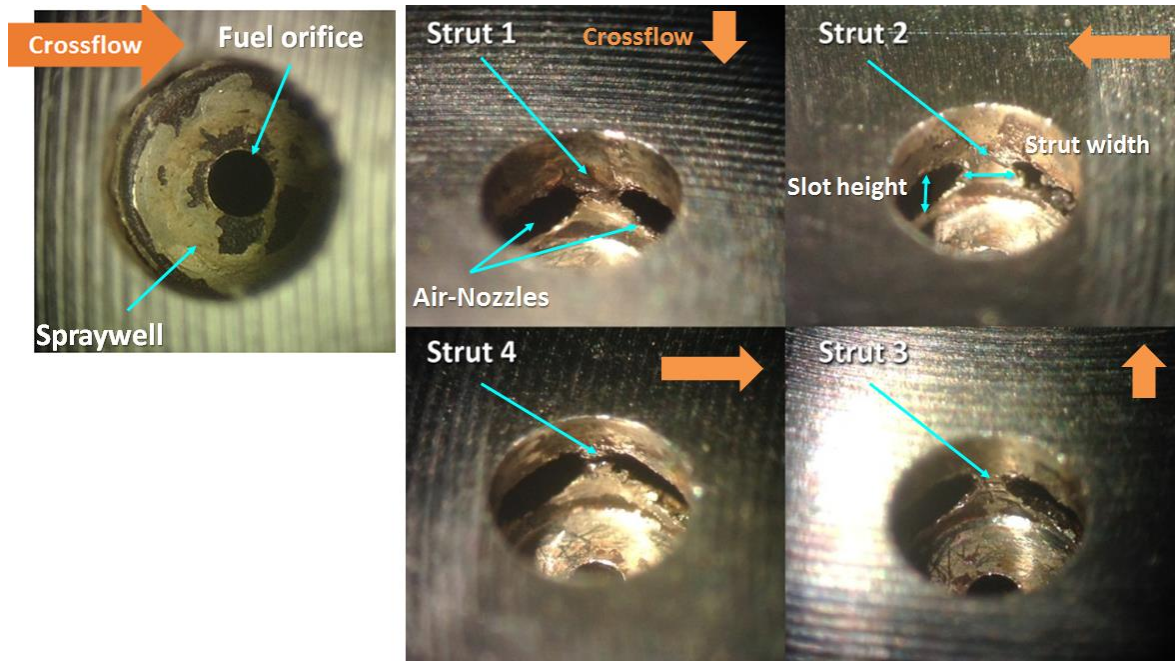 Crossflow
Fuel orifice
Spraywell
Strut 1
Crossflow
Air-Nozzles
Strut 2
Strut width
Slot height
Strut 4
Strut 3